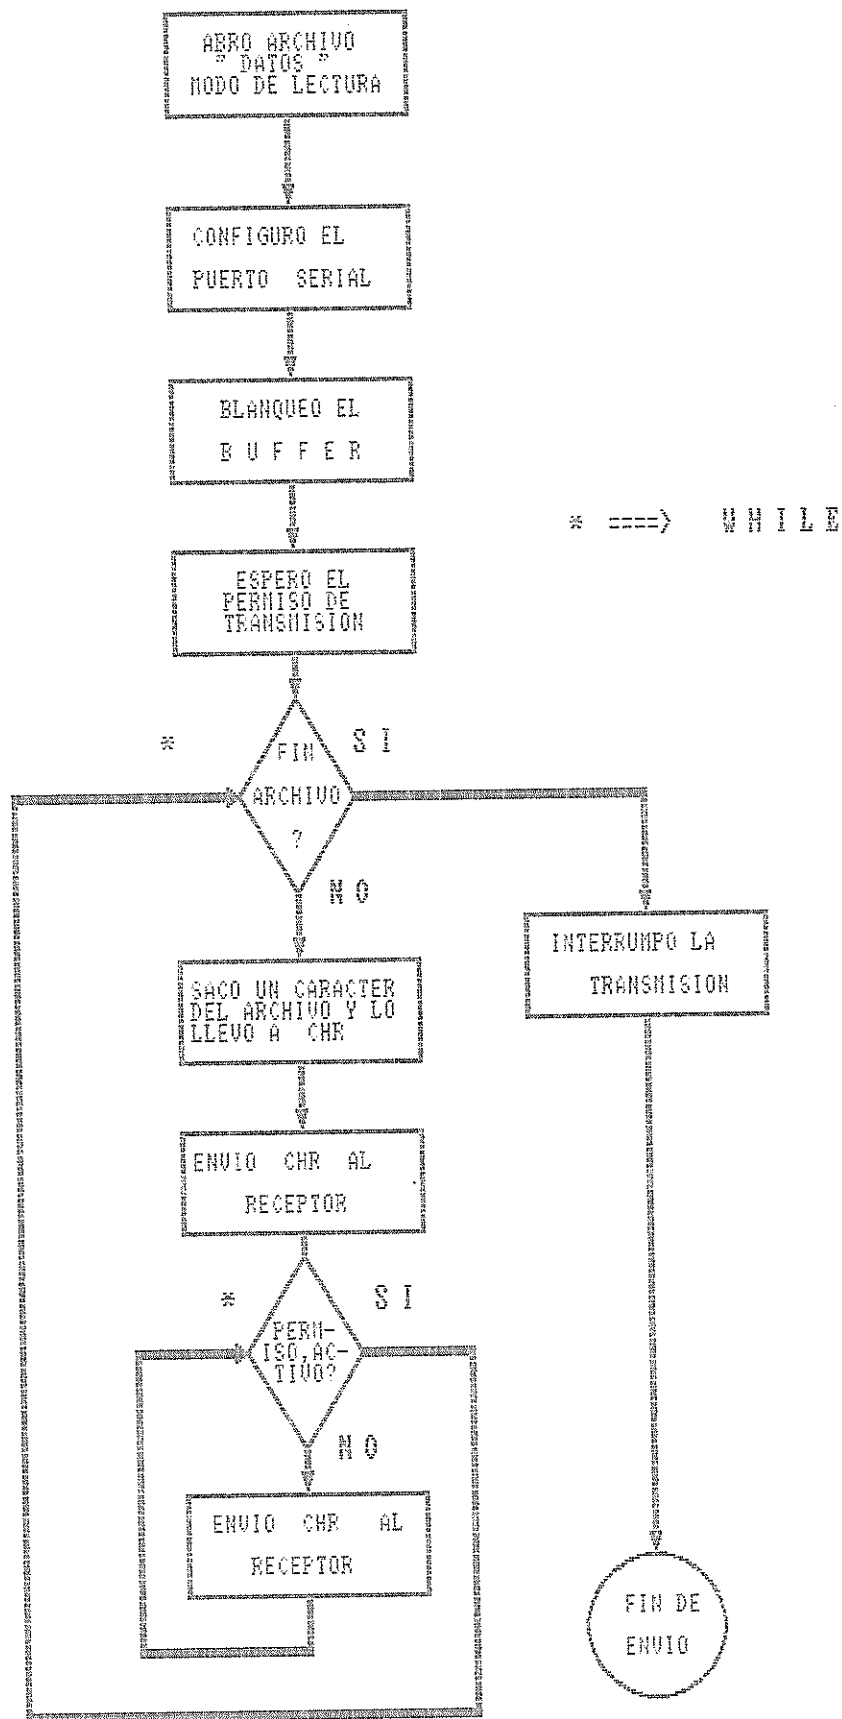 ABRO ARCHIVO
" DATOS "
MODO DE LECTURA
CONFIGURO EL
PUERTO SERIAL
BLANQUEO EL
B U F F E R
* ====> W H I L E
ESPERO EL
PERMISO DE
TRANSMISION
* S I
FIN
ARCHIVO
?
N O
INTERRUMPO LA
TRANSMISION
SACO UN CARACTER
DEL ARCHIVO Y LO
LLEVO A CHR
ENVIO CHR AL
RECEPTOR
* S I
PERM-
ISO,AC-
TIVO?
N O
ENVIO CHR AL
RECEPTOR
FIN DE
ENVIO